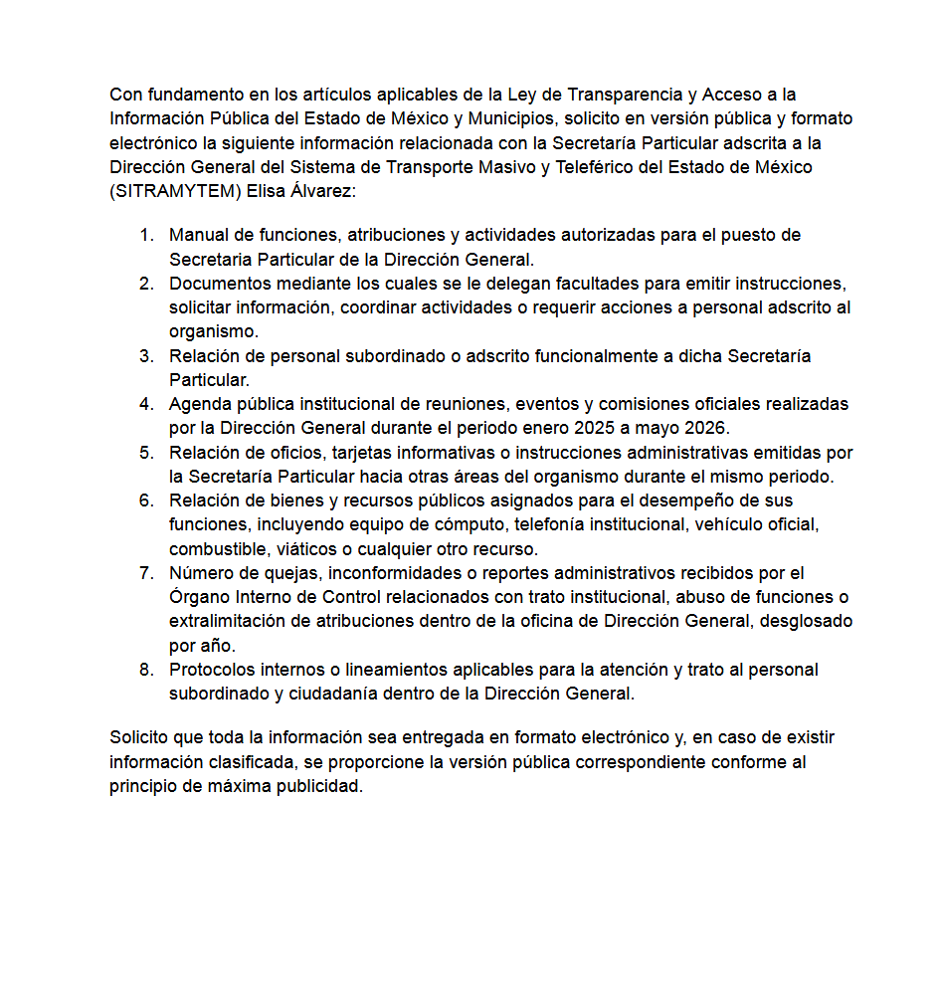 Con fundamento en los artículos aplicables de la Ley de Transparencia y Acceso a la
Información Pública del Estado de México y Municipios, solicito en versión pública y formato
electrónico la siguiente información relacionada con la Secretaría Particular adscrita a la
Dirección General del Sistema de Transporte Masivo y Teleférico del Estado de México
(SITRAMYTEM) Elisa Álvarez:
1. Manual de funciones, atribuciones y actividades autorizadas para el puesto de
Secretaria Particular de la Dirección General.
2. Documentos mediante los cuales se le delegan facultades para emitir instrucciones,
solicitar información, coordinar actividades o requerir acciones a personal adscrito al
organismo.
3. Relación de personal subordinado o adscrito funcionalmente a dicha Secretaría
Particular.
4. Agenda pública institucional de reuniones, eventos y comisiones oficiales realizadas
por la Dirección General durante el periodo enero 2025 a mayo 2026.
5. Relación de oficios, tarjetas informativas o instrucciones administrativas emitidas por
la Secretaría Particular hacia otras áreas del organismo durante el mismo periodo.
6. Relación de bienes y recursos públicos asignados para el desempeño de sus
funciones, incluyendo equipo de cómputo, telefonía institucional, vehículo oficial,
combustible, viáticos o cualquier otro recurso.
7. Número de quejas, inconformidades o reportes administrativos recibidos por el
Órgano Interno de Control relacionados con trato institucional, abuso de funciones o
extralimitación de atribuciones dentro de la oficina de Dirección General, desglosado
por año.
8. Protocolos internos o lineamientos aplicables para la atención y trato al personal
subordinado y ciudadanía dentro de la Dirección General.
Solicito que toda la información sea entregada en formato electrónico y, en caso de existir
información clasificada, se proporcione la versión pública correspondiente conforme al
principio de máxima publicidad.